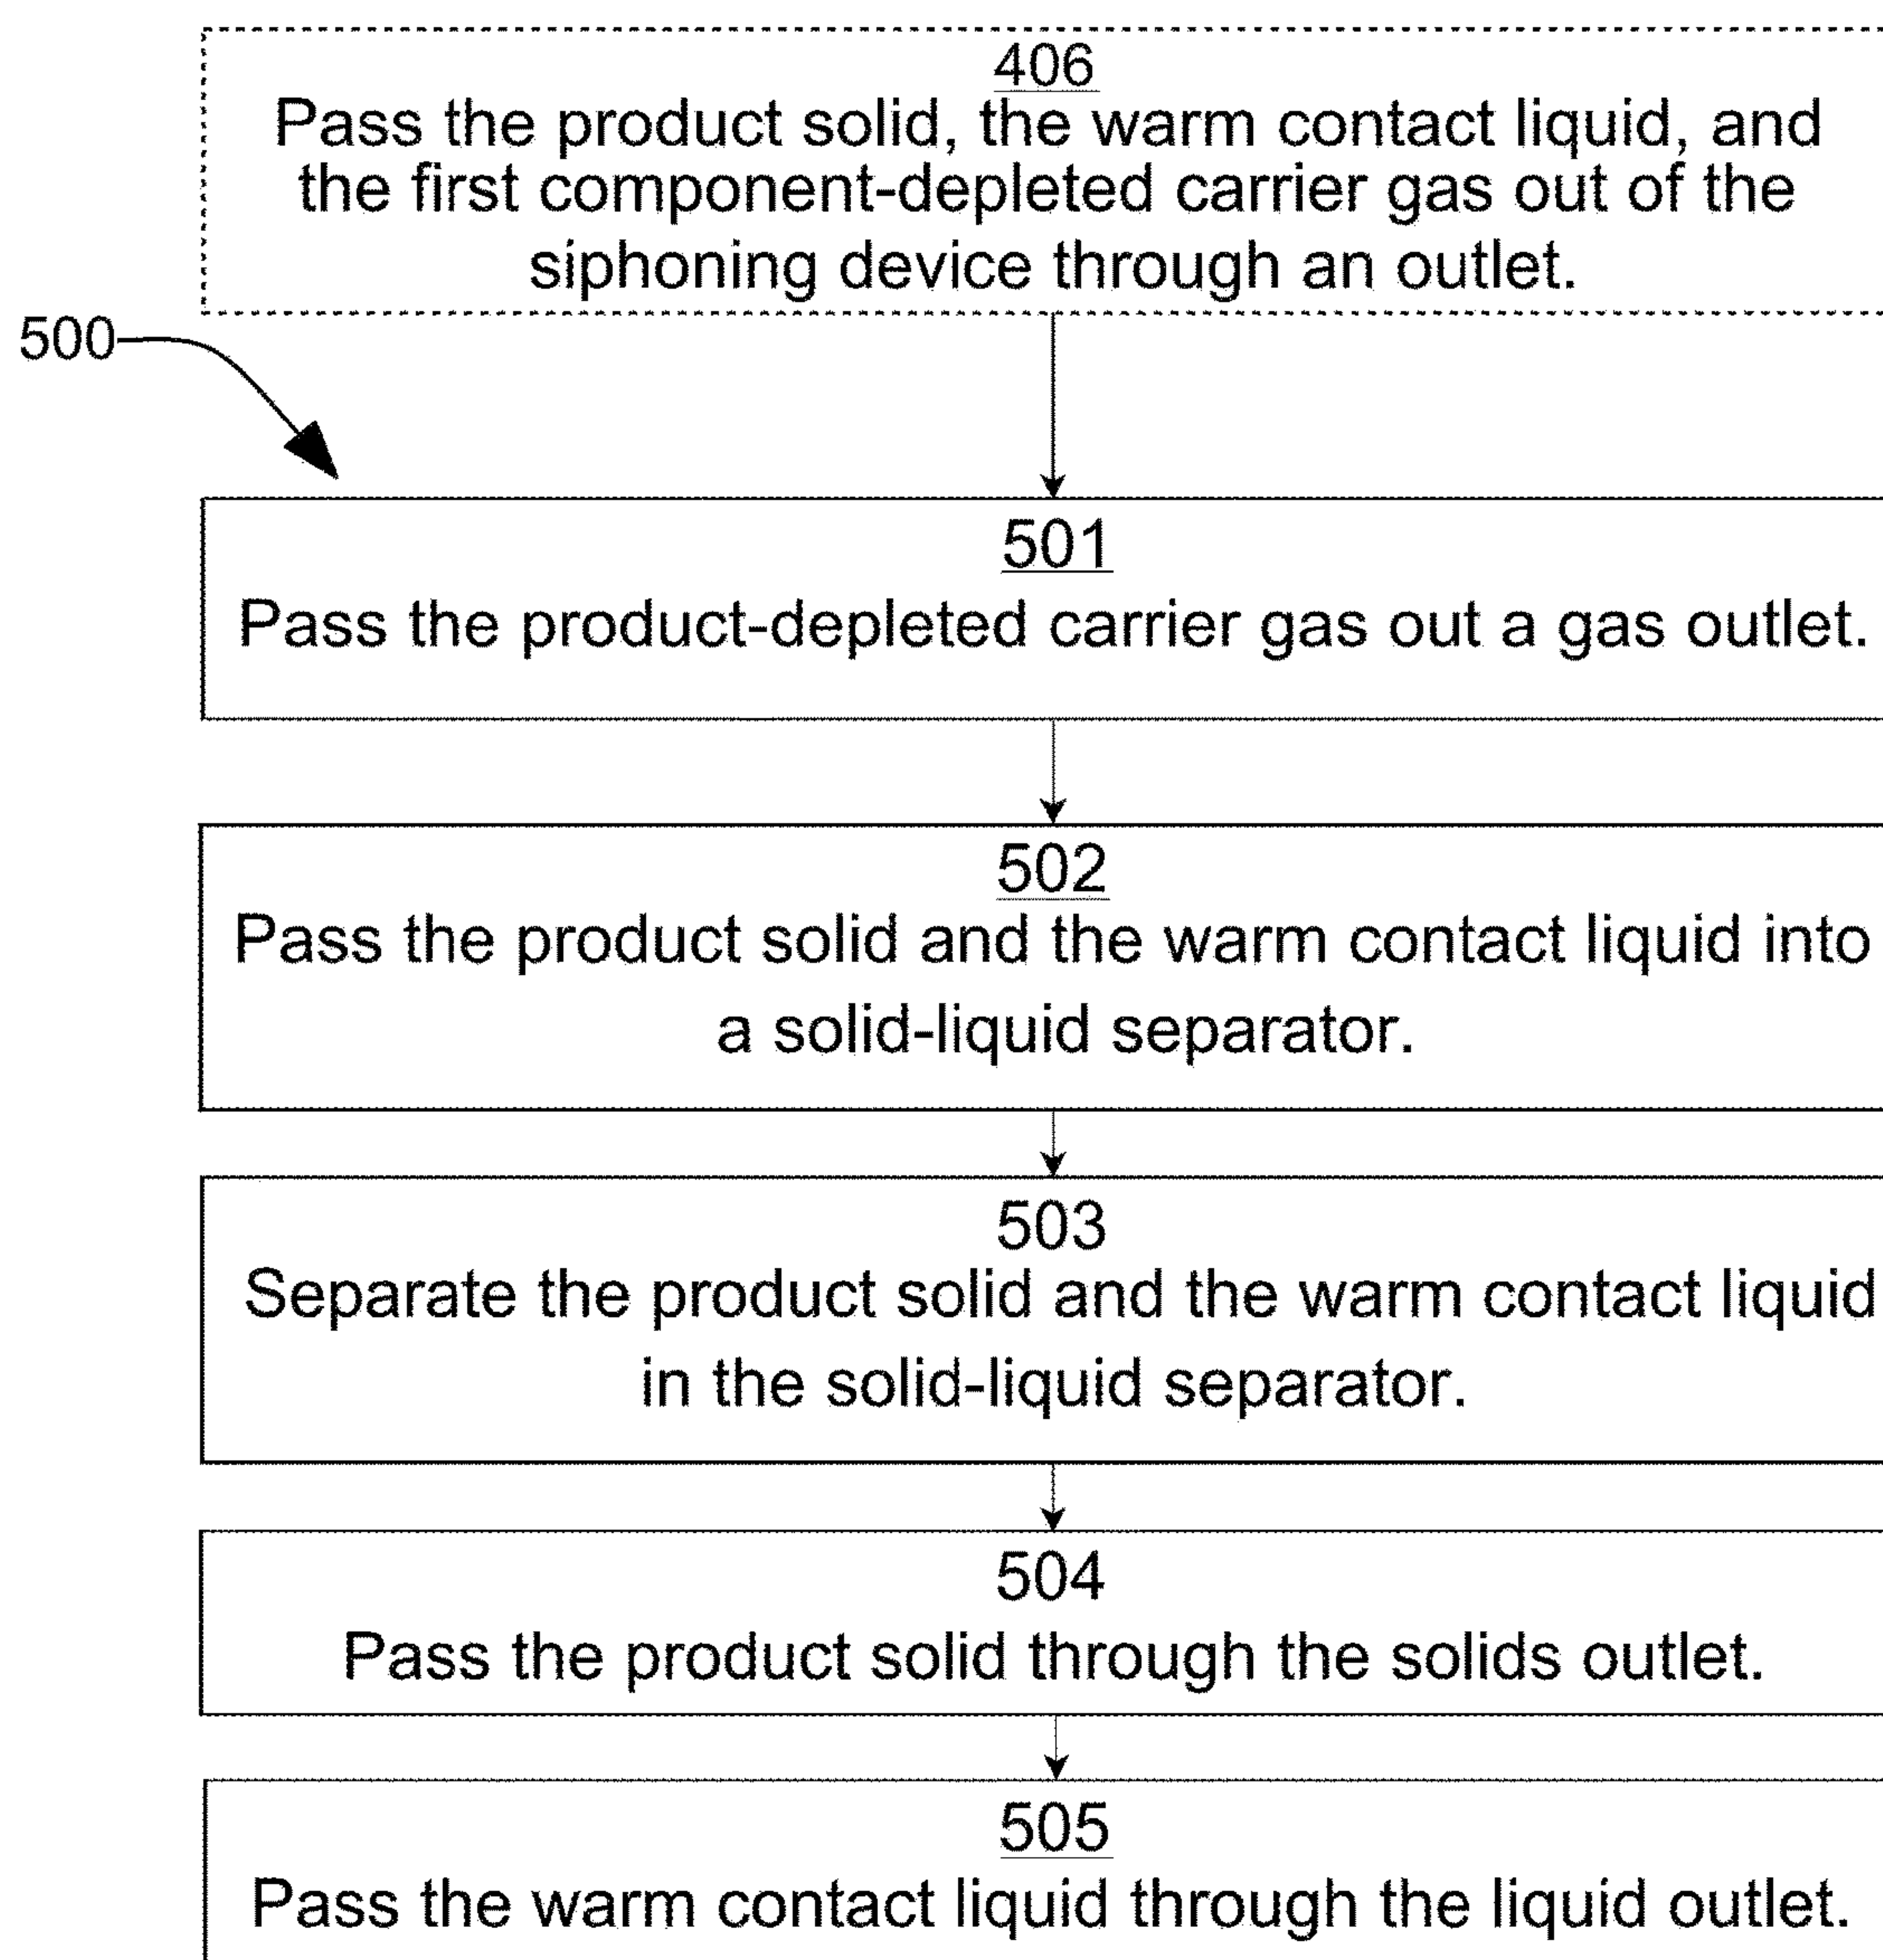 406
Pass the product solid, the warm contact liquid, and
the first component-depleted carrier gas out of the
siphoning device through an outlet.
500
501
Pass the product-depleted carrier gas out a gas outlet.
502
Pass the product solid and the warm contact liquid into
a solid-liquid separator.
503
Separate the product solid and the warm contact liquid
in the solid-liquid separator.
504
Pass the product solid through the solids outlet.
505
Pass the warm contact liquid through the liquid outlet.